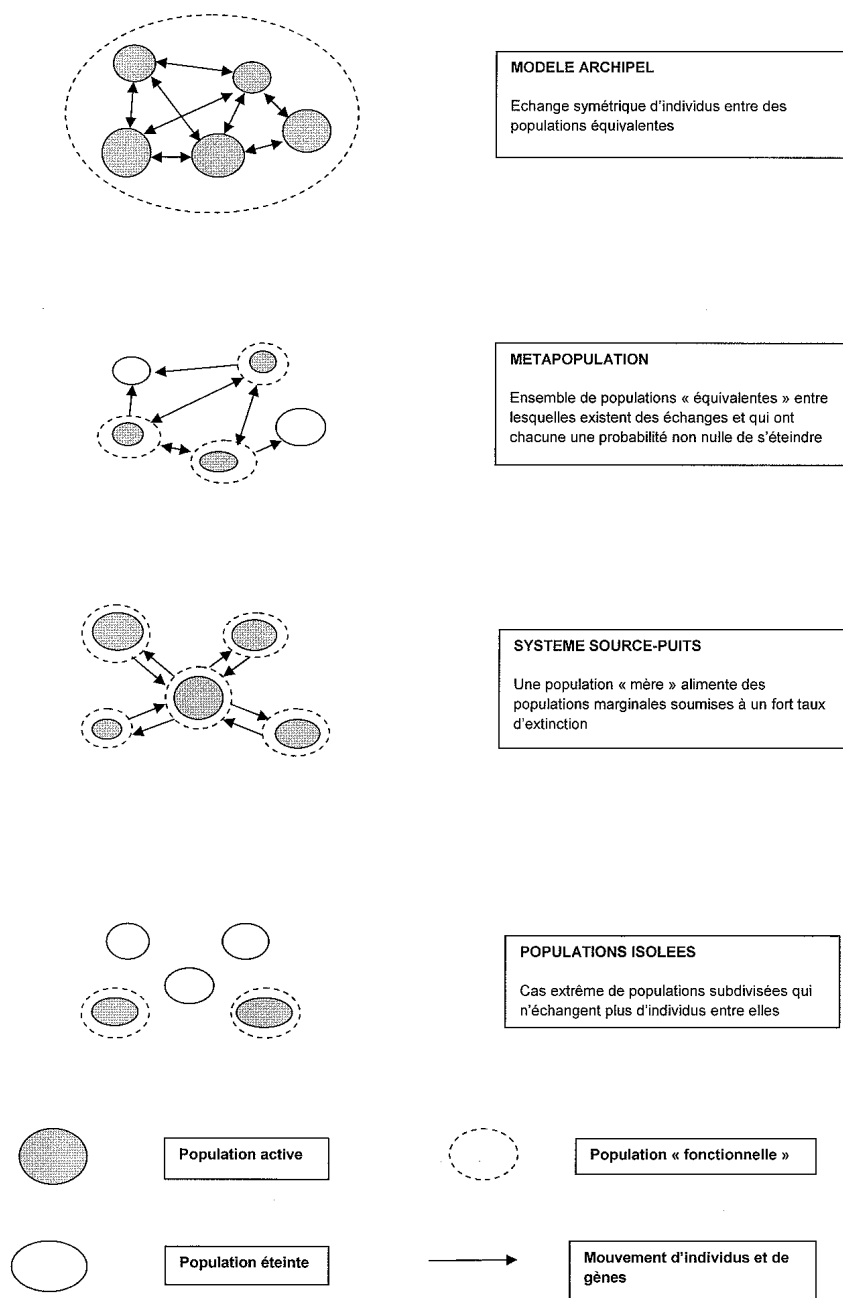 MODELE ARCHIPEL
Echange symétrique d'individus entre des
populations équivalentes
METAPOPULATION
Ensemble de populations « équivalentes » entre
lesquelles existent des échanges et qui ont
chacune une probabilité non nulle de s'éteindre
SYSTEME SOURCE-PUITS
Une population « mère » alimente des
populations marginales soumises à un fort taux
d'extinction
POPULATIONS ISOLEES
Cas extrême de populations subdivisées qui
n'échangent plus d'individus entre elles
Population active
Population « fonctionnelle »
Population éteinte
Mouvement d'individus et de
gènes